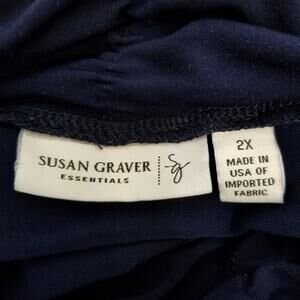 SUSAN GRAVER
ESSENTIALS
Sg
2X
MADE IN
USA OF
IMPORTED
FABRIC